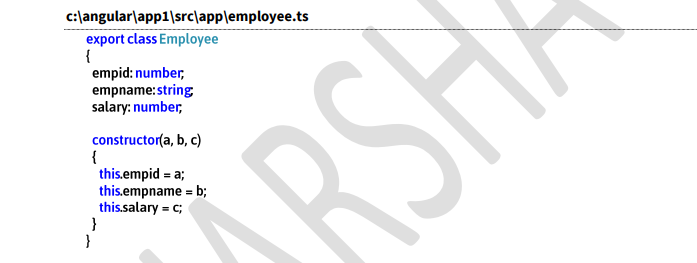 c:\angular\app1\src\app\employee.ts
export class Employee
{
empid: number;
empname: string;
salary: number;
constructor(a, b, c)
{
this.empid = a;
this.empname = b;
this.salary = c;
}
}
HARSHA